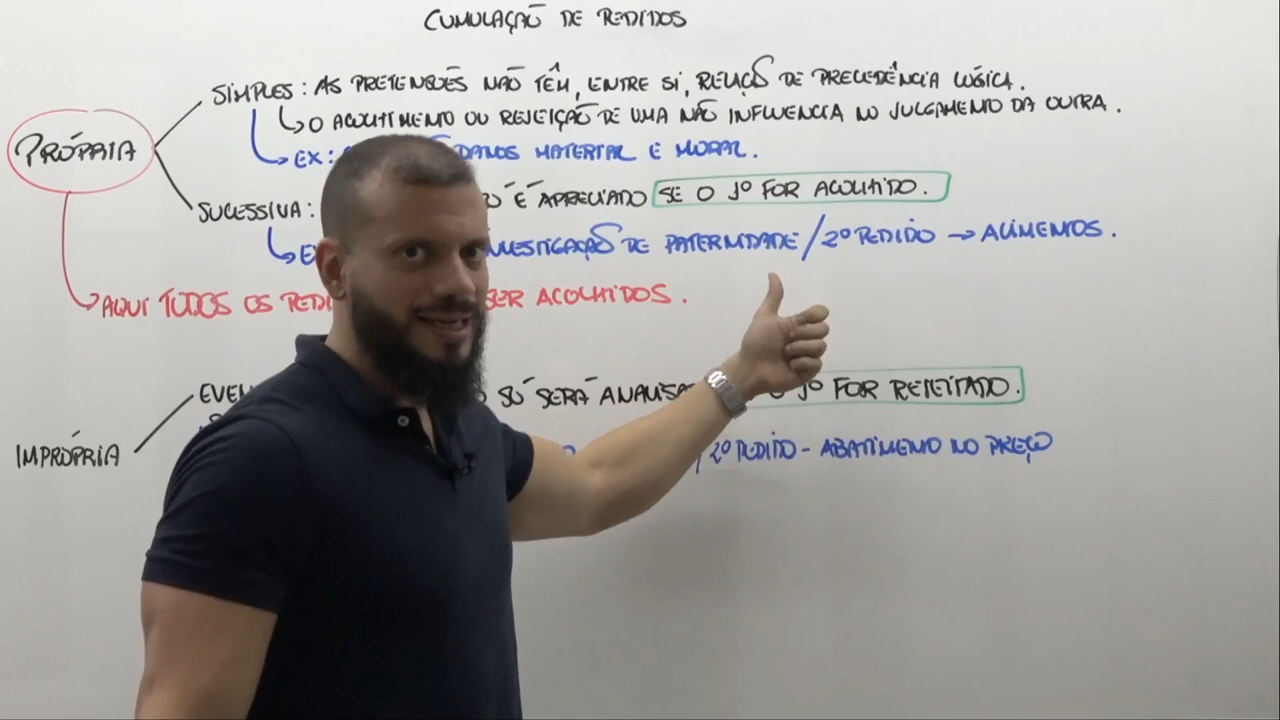 CUMULAÇÃO DE PEDIDOS
SIMPLES: AS PRETENSÕES NÃO TÊM, ENTRE SI, RELAÇÃO DE PRECEDÊNCIA LÓGICA.
O ACOLHIMENTO OU REJEIÇÃO DE UMA NÃO INFLUENCIA NO JULGAMENTO DA OUTRA.
PRÓPRIA
EX: DANOS MATERIAL E MORAL.
SUCESSIVA: É APRECIADO SE O 1º FOR ACOLHIDO.
INVESTIGAÇÃO DE PATERNIDADE / 2º PEDIDO → ALIMENTOS.
AQUI TODOS OS SER ACOLHIDOS.
SÓ SERÁ 1º FOR REJEITADO.
IMPRÓPRIA
/ 2º PEDIDO - ABATIMENTO NO PREÇO